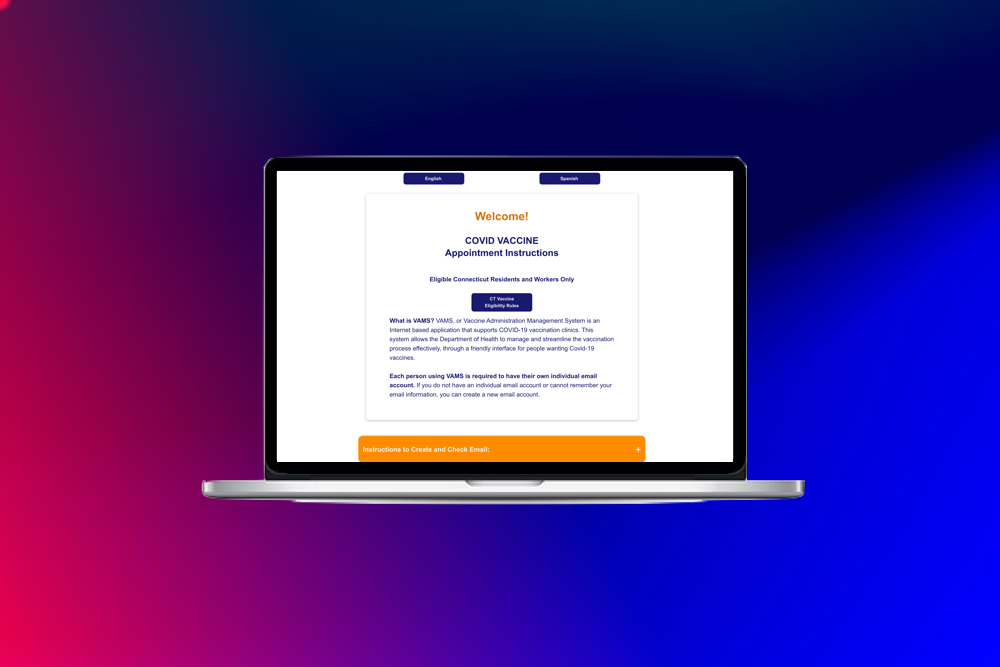 English
Spanish
Welcome!
COVID VACCINE
Appointment Instructions
Eligible Connecticut Residents and Workers Only
CT Vaccine
Eligibility Rules
What is VAMS? VAMS, or Vaccine Administration Management System is an
Internet based application that supports COVID-19 vaccination clinics. This
system allows the Department of Health to manage and streamline the vaccination
process effectively, through a friendly interface for people wanting Covid-19
vaccines.
Each person using VAMS is required to have their own individual email
account. If you do not have an individual email account or cannot remember your
email information, you can create a new email account.
Instructions to Create and Check Email: +